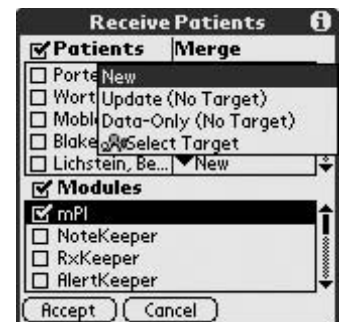 Receive Patients
Patients Merge
Porte New
Wort Update (No Target)
Mobl Data-Only (No Target)
Blake Select Target
Lichstein, Be... New
Modules
mPI
NoteKeeper
RxKeeper
AlertKeeper
Accept Cancel